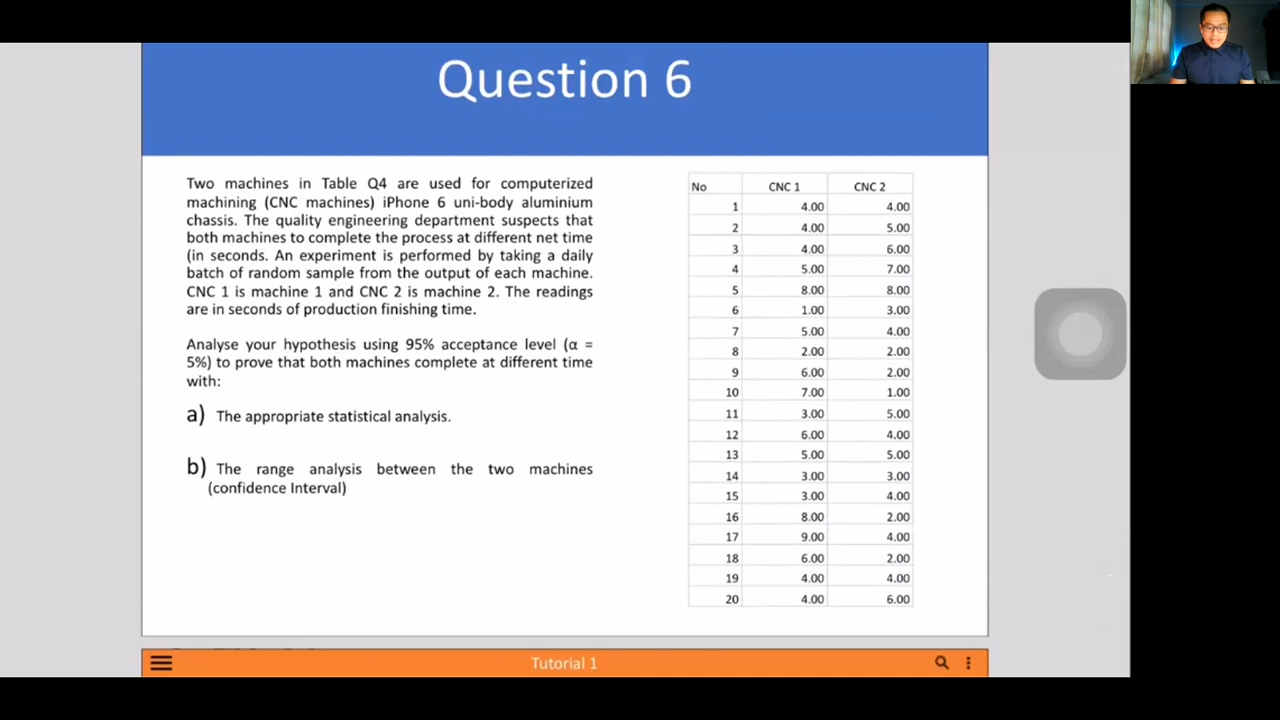 Question 6
Two machines in Table Q4 are used for computerized
machining (CNC machines) iPhone 6 uni-body aluminium
chassis. The quality engineering department suspects that
both machines to complete the process at different net time
(in seconds. An experiment is performed by taking a daily
batch of random sample from the output of each machine.
CNC 1 is machine 1 and CNC 2 is machine 2. The readings
are in seconds of production finishing time.
Analyse your hypothesis using 95% acceptance level (α =
5%) to prove that both machines complete at different time
with:
a) The appropriate statistical analysis.
b) The range analysis between the two machines
(confidence Interval)
No CNC 1 CNC 2
1 4.00 4.00
2 4.00 5.00
3 4.00 6.00
4 5.00 7.00
5 8.00 8.00
6 1.00 3.00
7 5.00 4.00
8 2.00 2.00
9 6.00 2.00
10 7.00 1.00
11 3.00 5.00
12 6.00 4.00
13 5.00 5.00
14 3.00 3.00
15 3.00 4.00
16 8.00 2.00
17 9.00 4.00
18 6.00 2.00
19 4.00 4.00
20 4.00 6.00
Tutorial 1